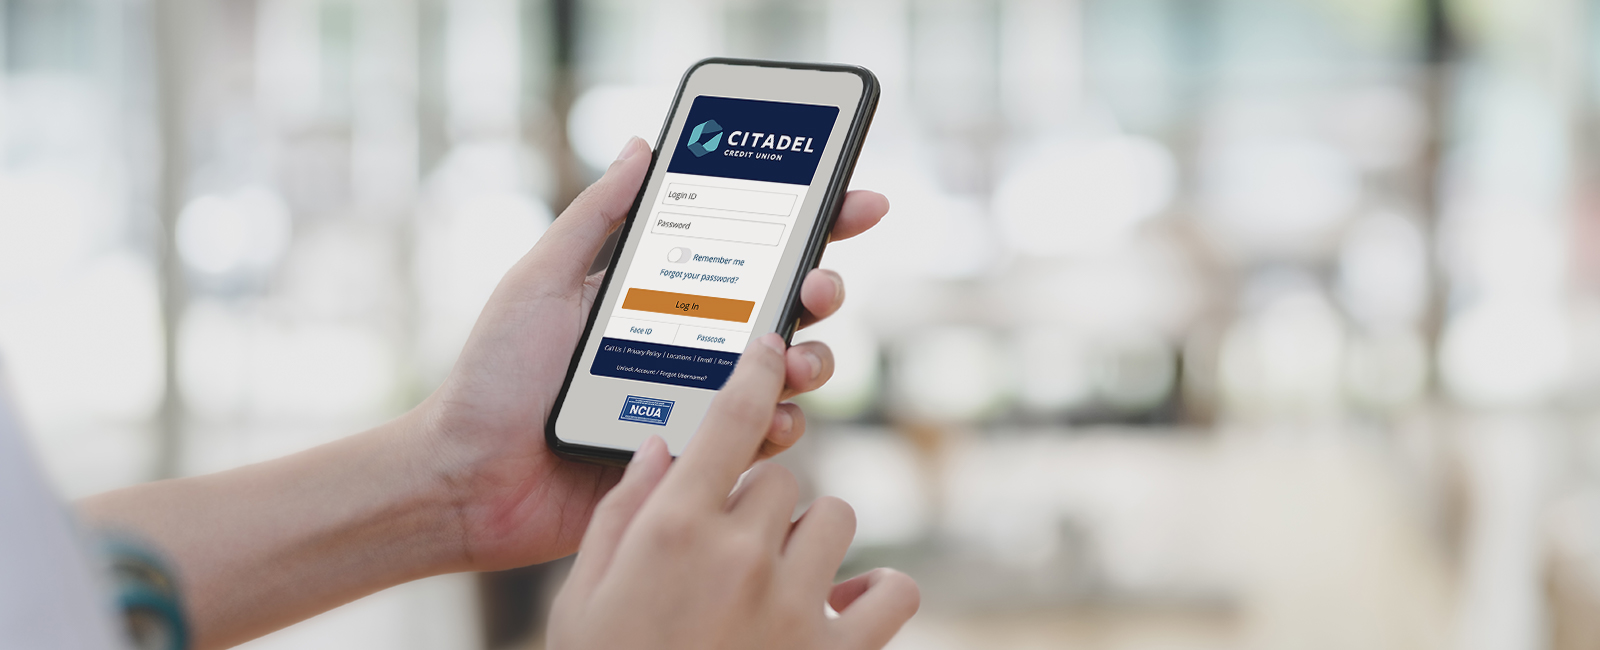 CITADEL
CREDIT UNION
Login ID
Password
Remember me
Forgot your password?
Log In
Face ID
Passcode
Call Us | Privacy Policy | Locations | Enroll | Rates
Unlock Account / Forgot Username?
NCUA